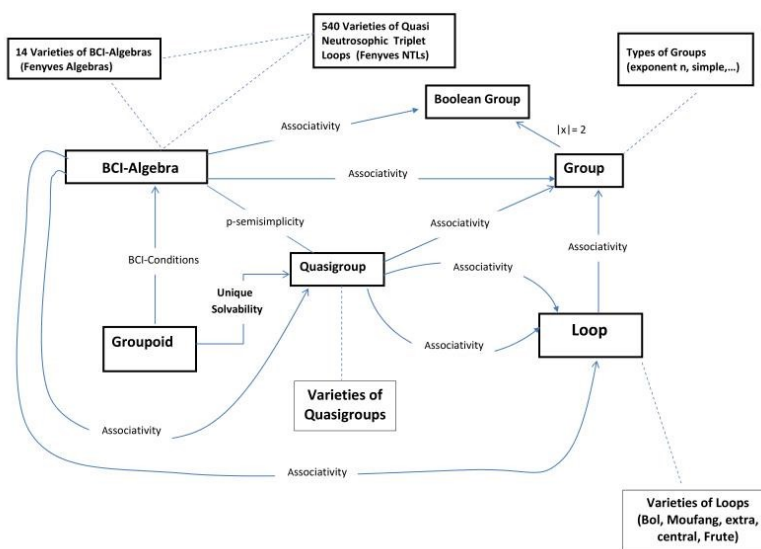 540 Varieties of Quasi
Neutrosophic Triplet
Loops (Fenyves NTLs)
14 Varieties of BCI-Algebras
(Fenyves Algebras)
Types of Groups
(exponent n, simple,...)
Boolean Group
Associativity
|x|= 2
BCI-Algebra
Associativity
Group
p-semisimplicity
Associativity
Associativity
BCI-Conditions
Quasigroup
Associativity
Unique
Solvability
Groupoid
Loop
Associativity
Varieties of
Quasigroups
Associativity
Associativity
Varieties of Loops
(Bol, Moufang, extra,
central, Frute)